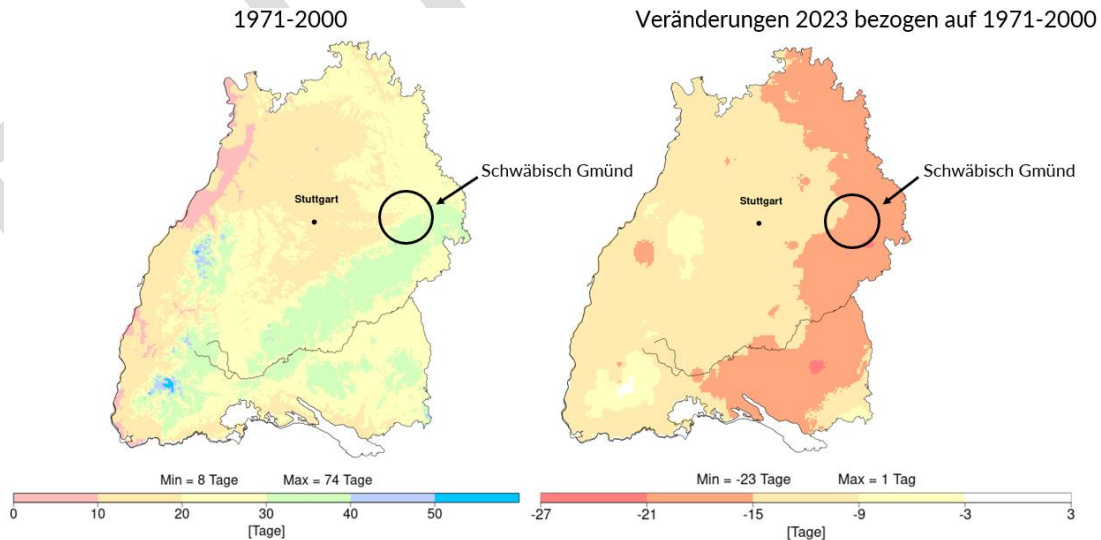 1971-2000
Veränderungen 2023 bezogen auf 1971-2000
Schwäbisch Gmünd
Stuttgart
Schwäbisch Gmünd
Stuttgart
Min = 8 Tage Max = 74 Tage
0 10 20 30 40 50
[Tage]
Min = -23 Tage Max = 1 Tag
-27 -21 -15 -9 -3 3
[Tage]